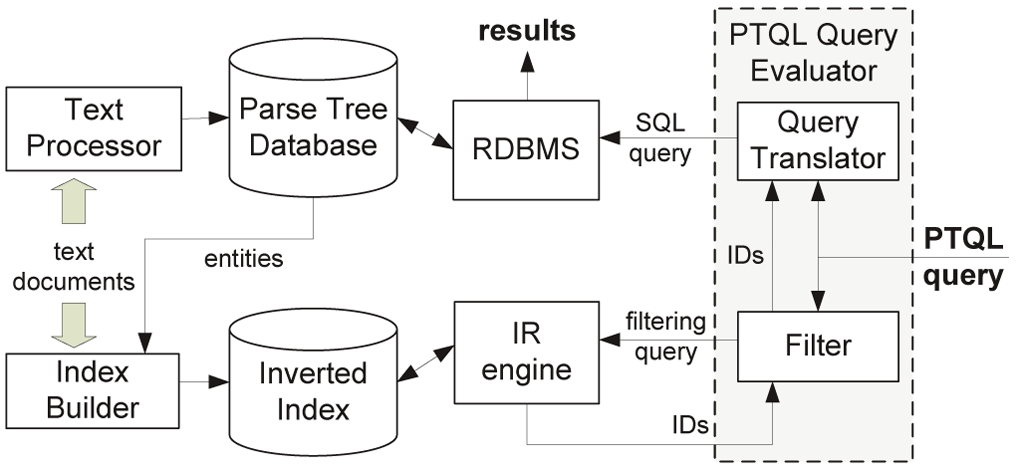 results
PTQL Query
Evaluator
Text
Processor
Parse Tree
Database
RDBMS
SQL
query
Query
Translator
text
documents
entities
IDs
PTQL
query
Index
Builder
Inverted
Index
IR
engine
filtering
query
Filter
IDs